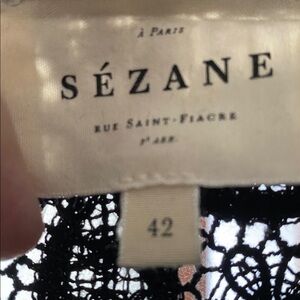 À PARIS
SÉZANE
RUE SAINT-FIACRE
2e ARR.
42